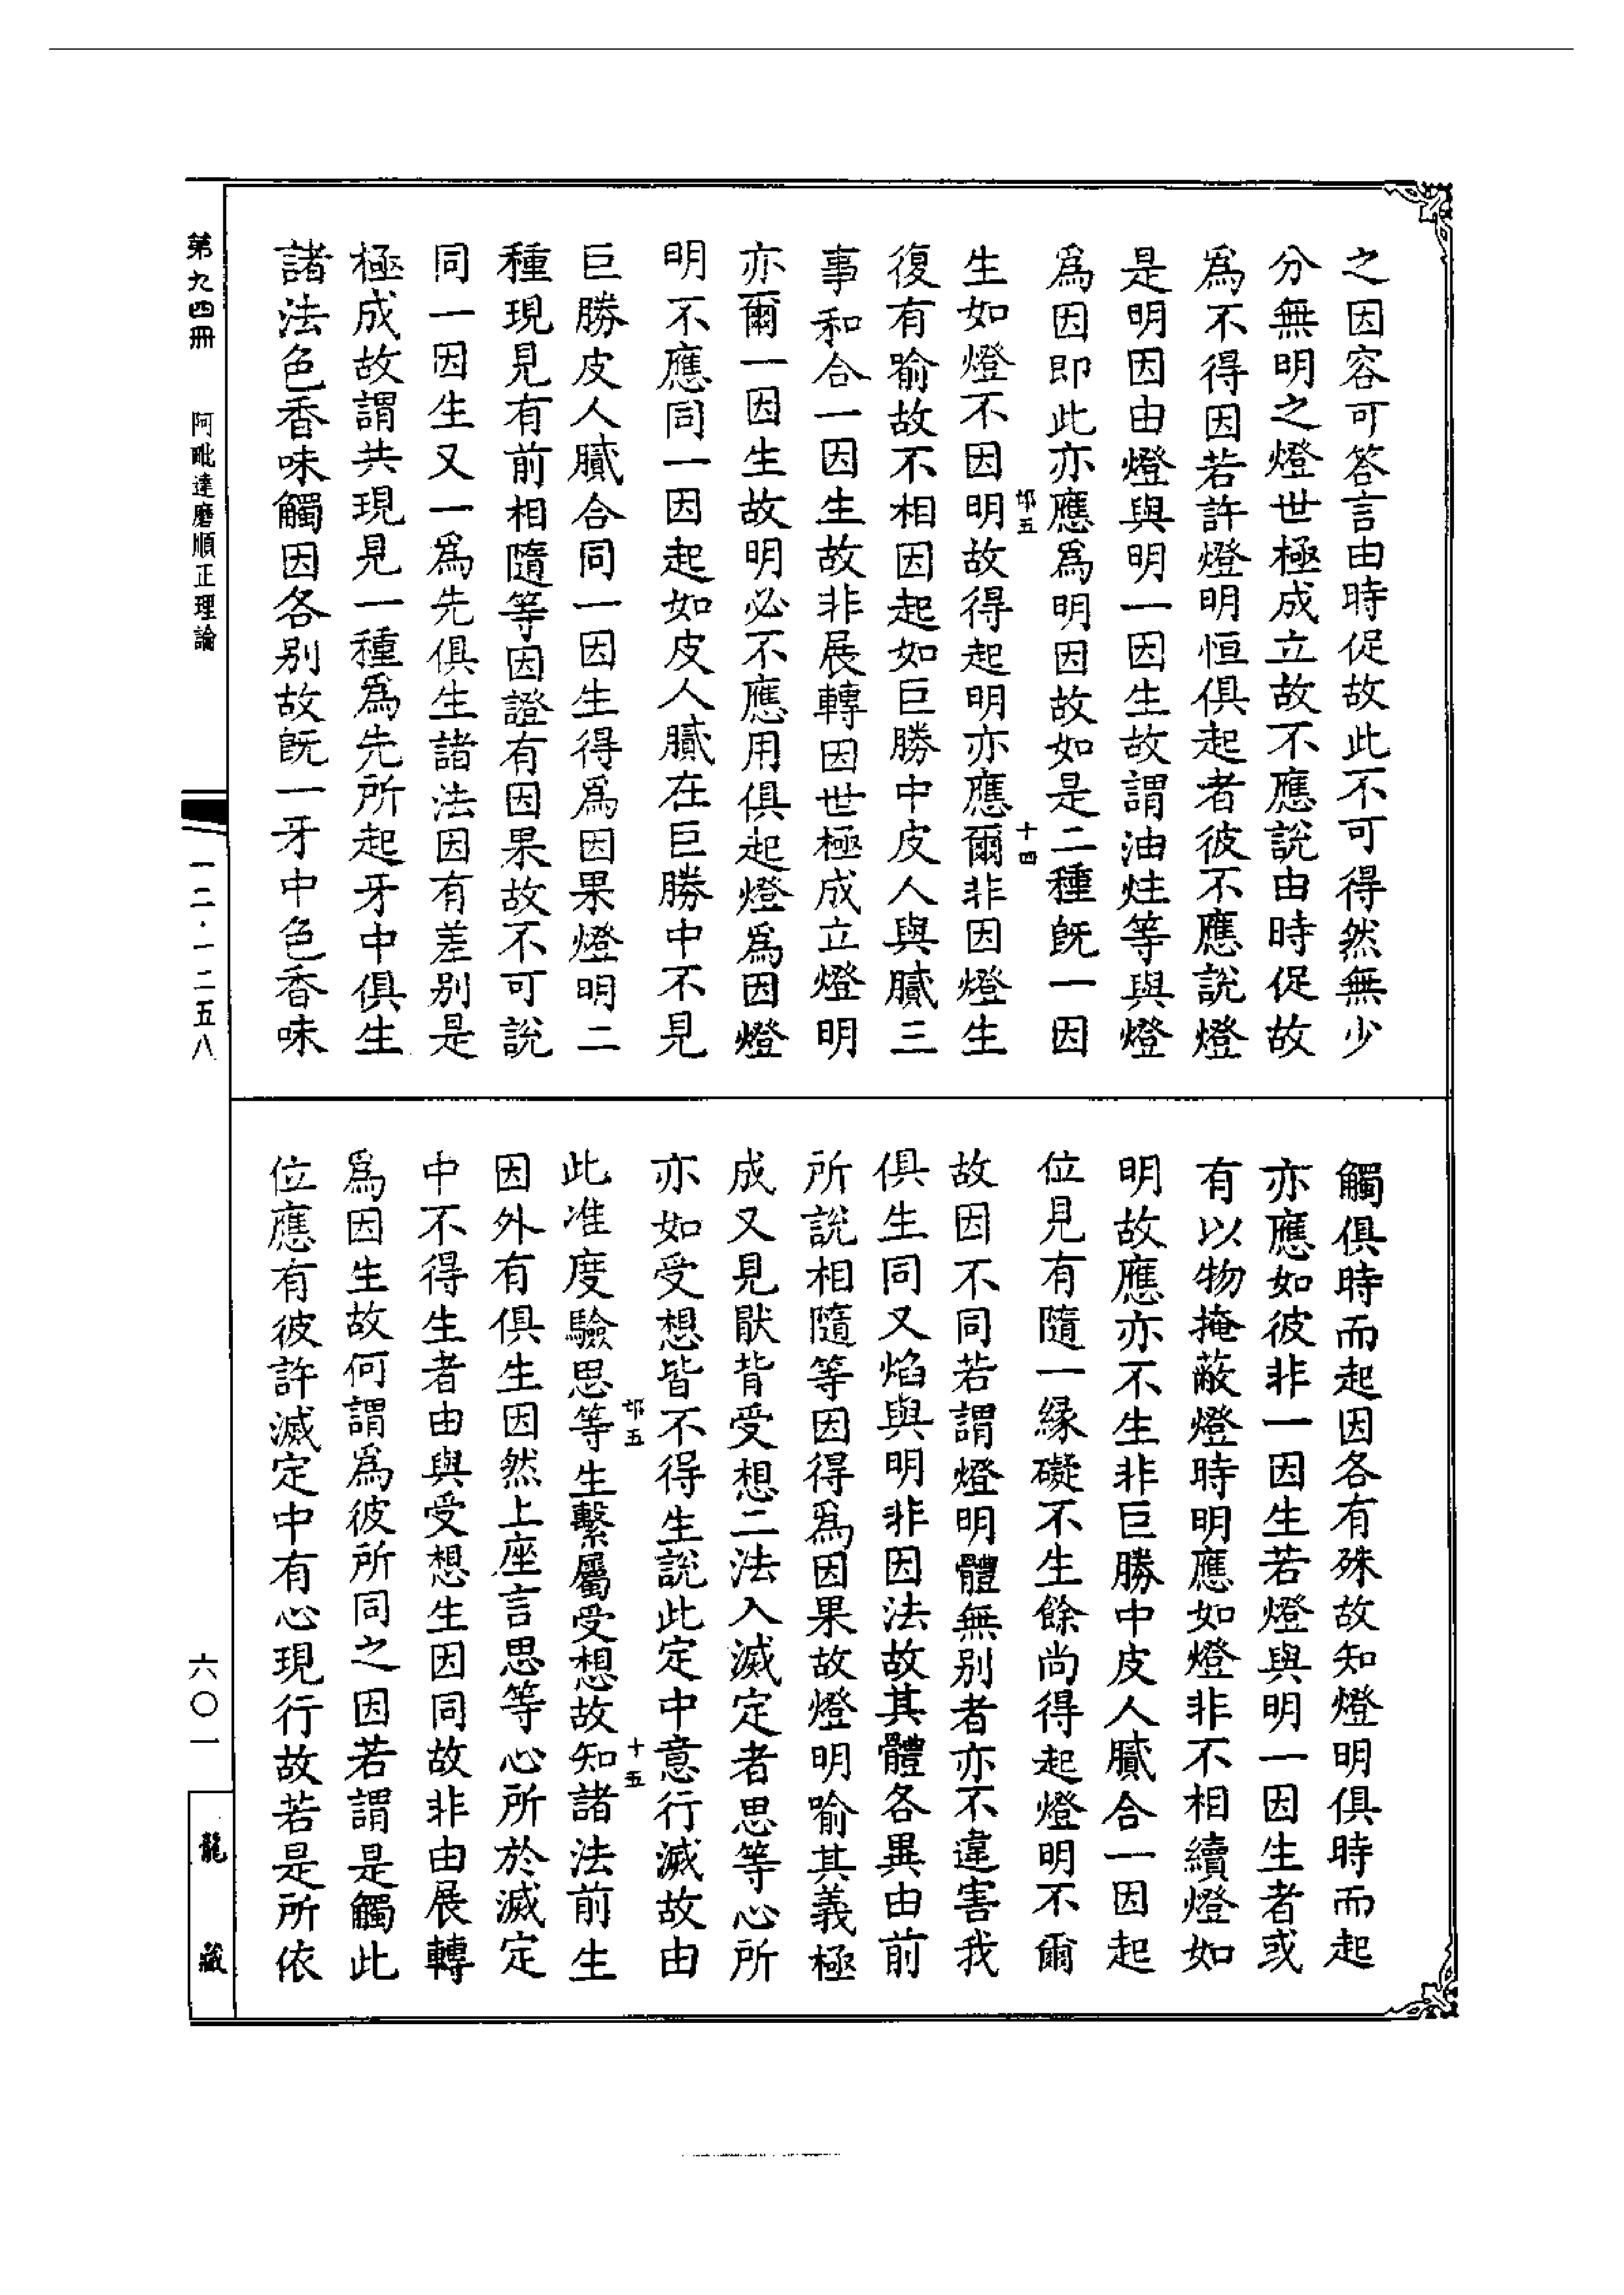 之因容可答言由時促故此不可得然無少
分無明之燈世極成立故不應說由時促故
爲不得因若許燈明恒俱起者彼不應說燈
是明因由燈與明一因生故謂油炷等與燈
爲因即此亦應爲明因故如是二種旣一因
邙五
十四
生如燈不因明故得起明亦應爾非因燈生
復有喻故不相因起如巨勝中皮人與膩三
事和合一因生故非展轉因世極成立燈明
亦爾一因生故明必不應用俱起燈爲因燈
明不應同一因起如皮人膩在巨勝中不見
巨勝皮人膩合同一因生得爲因果燈明二
種現見有前相隨等因證有因果故不可說
同一因生又一爲先俱生諸法因有差別是
極成故謂共現見一種爲先所起牙中俱生
諸法色香味觸因各別故旣一牙中色香味
觸俱時而起因各有殊故知燈明俱時而起
亦應如彼非一因生若燈與明一因生者或
有以物掩蔽燈時明應如燈非不相續燈如
明故應亦不生非巨勝中皮人膩合一因起
位見有隨一緣礙不生餘尚得起燈明不爾
故因不同若謂燈明體無別者亦不違害我
俱生同又焰與明非因法故其體各異由前
所說相隨等因得爲因果故燈明喻其義極
成又見猒背受想二法入滅定者思等心所
亦如受想皆不得生說此定中意行滅故由
邙五
十五
此准度驗思等生繫屬受想故知諸法前生
因外有俱生因然上座言思等心所於滅定
中不得生者由與受想生因同故非由展轉
爲因生故何謂爲彼所同之因若謂是觸此
位應有彼許滅定中有心現行故若是所依
第九四冊
阿毗達磨順正理論
一二·一二五八
六〇一
龍藏